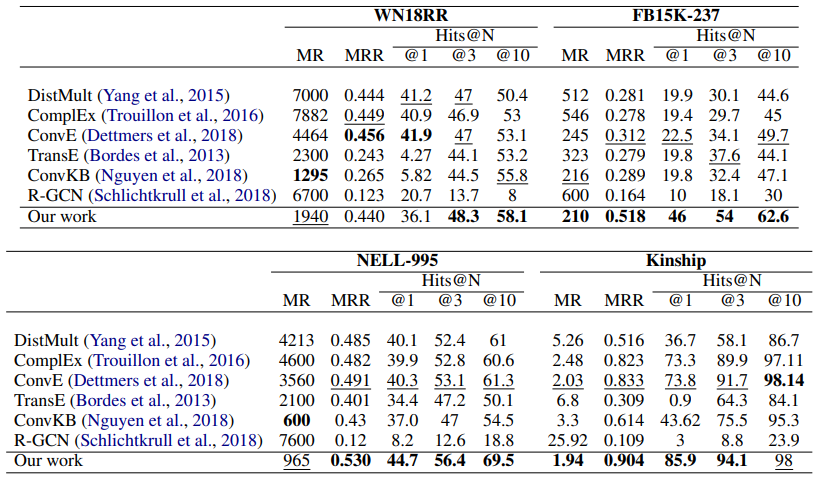 WN18RR FB15K-237
Hits@N Hits@N
MR MRR @1 @3 @10 MR MRR @1 @3 @10
DistMult (Yang et al., 2015) 7000 0.444 41.2 47 50.4 512 0.281 19.9 30.1 44.6
ComplEx (Trouillon et al., 2016) 7882 0.449 40.9 46.9 53 546 0.278 19.4 29.7 45
ConvE (Dettmers et al., 2018) 4464 0.456 41.9 47 53.1 245 0.312 22.5 34.1 49.7
TransE (Bordes et al., 2013) 2300 0.243 4.27 44.1 53.2 323 0.279 19.8 37.6 44.1
ConvKB (Nguyen et al., 2018) 1295 0.265 5.82 44.5 55.8 216 0.289 19.8 32.4 47.1
R-GCN (Schlichtkrull et al., 2018) 6700 0.123 20.7 13.7 8 600 0.164 10 18.1 30
Our work 1940 0.440 36.1 48.3 58.1 210 0.518 46 54 62.6
NELL-995 Kinship
Hits@N Hits@N
MR MRR @1 @3 @10 MR MRR @1 @3 @10
DistMult (Yang et al., 2015) 4213 0.485 40.1 52.4 61 5.26 0.516 36.7 58.1 86.7
ComplEx (Trouillon et al., 2016) 4600 0.482 39.9 52.8 60.6 2.48 0.823 73.3 89.9 97.11
ConvE (Dettmers et al., 2018) 3560 0.491 40.3 53.1 61.3 2.03 0.833 73.8 91.7 98.14
TransE (Bordes et al., 2013) 2100 0.401 34.4 47.2 50.1 6.8 0.309 0.9 64.3 84.1
ConvKB (Nguyen et al., 2018) 600 0.43 37.0 47 54.5 3.3 0.614 43.62 75.5 95.3
R-GCN (Schlichtkrull et al., 2018) 7600 0.12 8.2 12.6 18.8 25.92 0.109 3 8.8 23.9
Our work 965 0.530 44.7 56.4 69.5 1.94 0.904 85.9 94.1 98